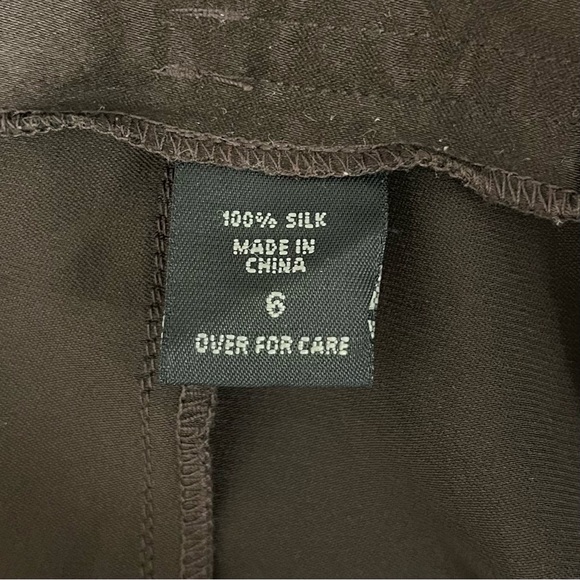 100% SILK
MADE IN
CHINA
6
OVER FOR CARE